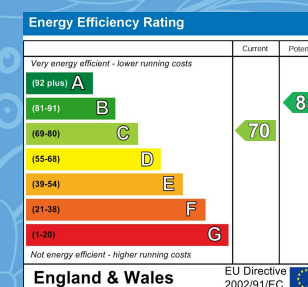 Energy Efficiency Rating
Current
Very energy efficient - lower running costs
(92 plus) A
(81-91) B
8
(69-80) C
70
(55-68) D
(39-54) E
(21-38) F
(1-20) G
Not energy efficient - higher running costs
England & Wales
EU Directive
2002/91/EC